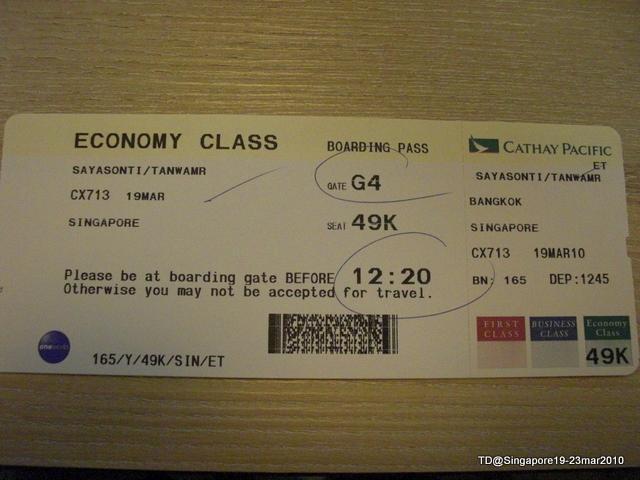 ECONOMY CLASS
SAYASONTI/TANWAMR
CX713 19MAR
SINGAPORE
BOARDING PASS
GATE G4
SEAT 49K
Please be at boarding gate BEFORE 12:20
Otherwise you may not be accepted for travel.
oneworld
165/Y/49K/SIN/ET
CATHAY PACIFIC
ET
SAYASONTI/TANWAMR
BANGKOK
SINGAPORE
CX713 19MAR10
BN: 165 DEP:1245
FIRST CLASS
BUSINESS CLASS
Economy Class
49K
TD@Singapore19-23mar2010